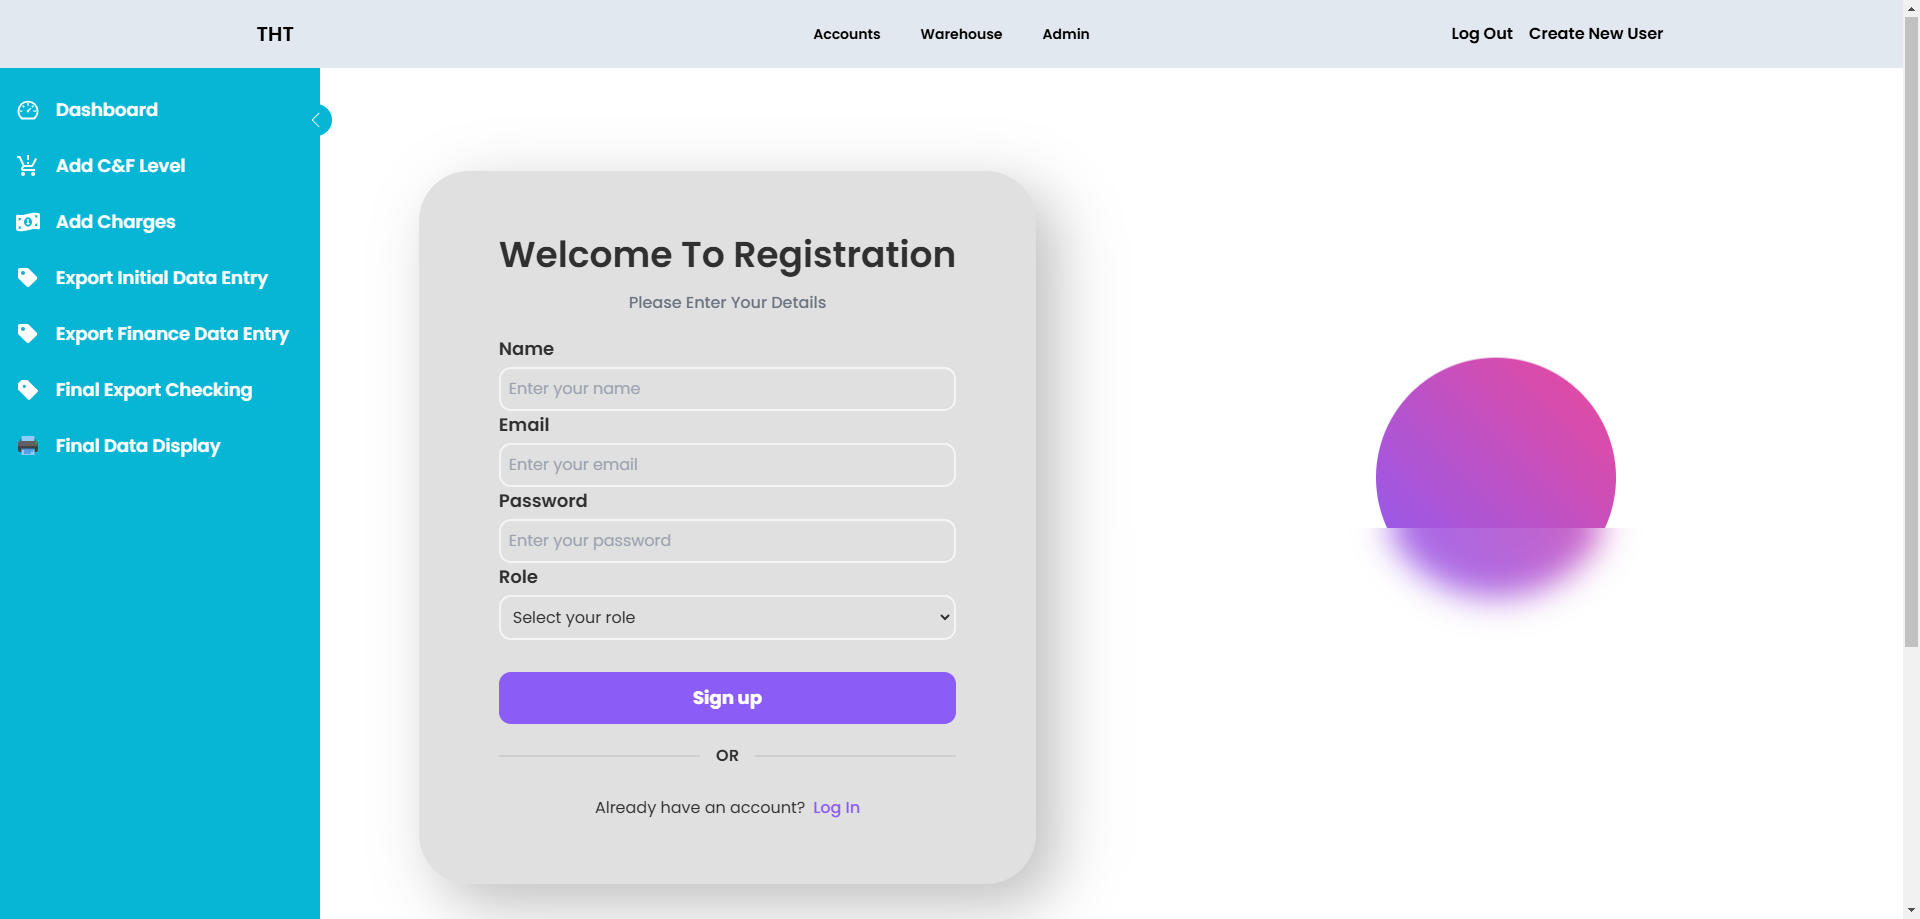 THT
Accounts
Warehouse
Admin
Log Out
Create New User
Dashboard
Add C&F Level
Add Charges
Export Initial Data Entry
Export Finance Data Entry
Final Export Checking
Final Data Display
Welcome To Registration
Please Enter Your Details
Name
Enter your name
Email
Enter your email
Password
Enter your password
Role
Select your role
Sign up
OR
Already have an account? Log In